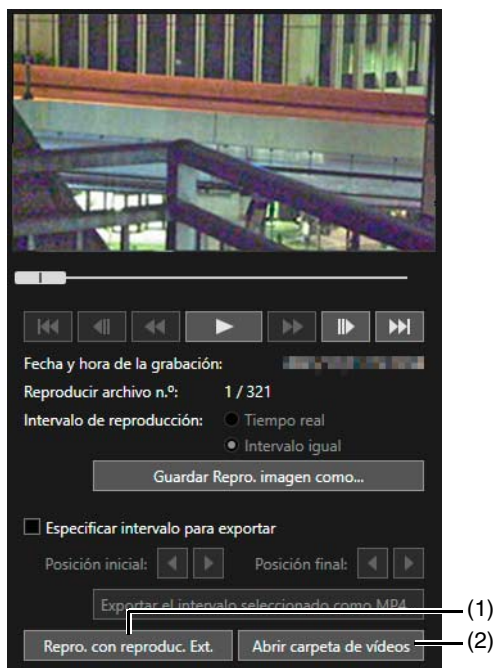 Fecha y hora de la grabación:
Reproducir archivo n.º: 1 / 321
Intervalo de reproducción: Tiempo real
Intervalo igual
Guardar Repro. imagen como...
Especificar intervalo para exportar
Posición inicial: Posición final:
Exportar el intervalo seleccionado como MP4
(1)
Repro. con reproduc. Ext. Abrir carpeta de vídeos (2)